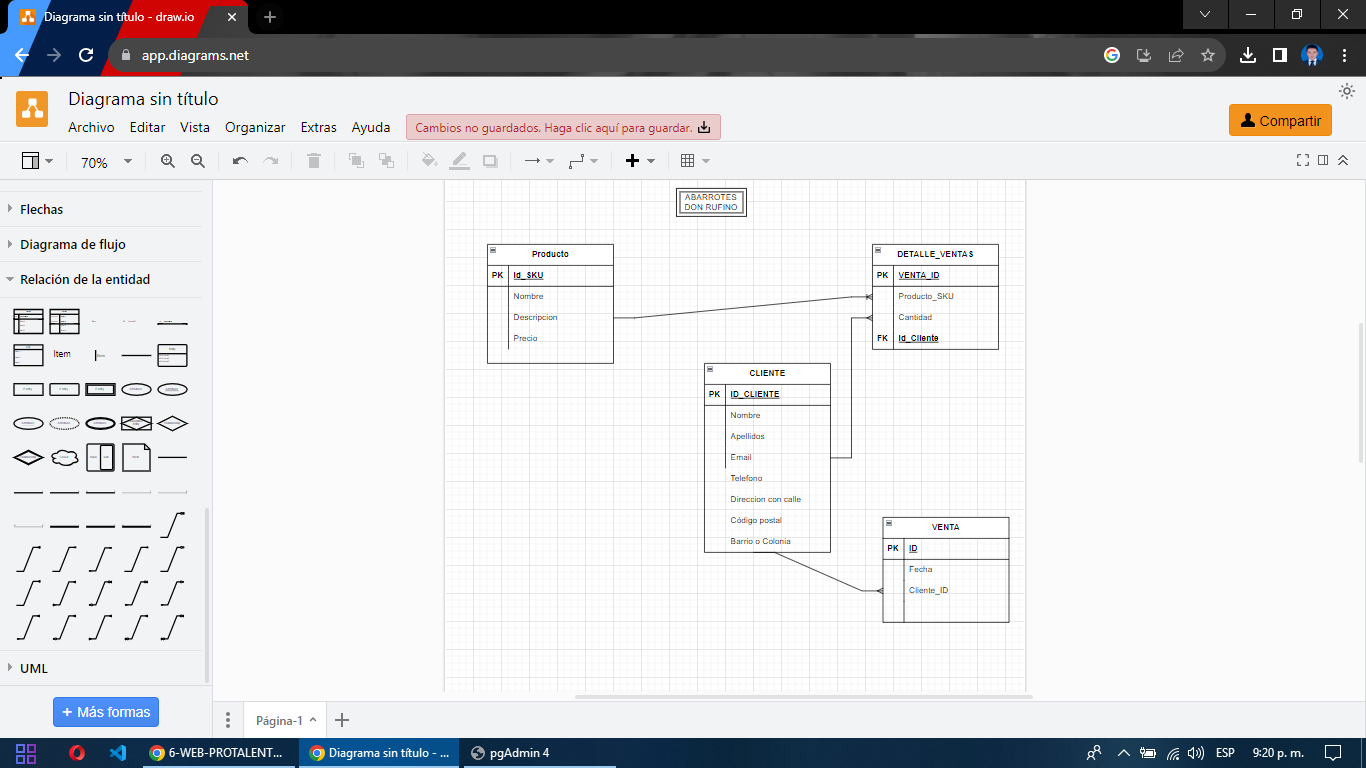 Diagrama sin título - draw.io
app.diagrams.net
Diagrama sin título
Archivo Editar Vista Organizar Extras Ayuda
Cambios no guardados. Haga clic aquí para guardar.
Compartir
70%
Flechas
Diagrama de flujo
Relación de la entidad
Item
UML
+ Más formas
ABARROTES
DON RUFINO
Producto
PK Id_SKU
Nombre
Descripcion
Precio
DETALLE_VENTAS
PK VENTA_ID
Producto_SKU
Cantidad
FK Id_Cliente
CLIENTE
PK ID_CLIENTE
Nombre
Apellidos
Email
Telefono
Direccion con calle
Código postal
Barrio o Colonia
VENTA
PK ID
Fecha
Cliente_ID
Página-1
6-WEB-PROTALENT...
Diagrama sin título - ...
pgAdmin 4
ESP
9:20 p. m.